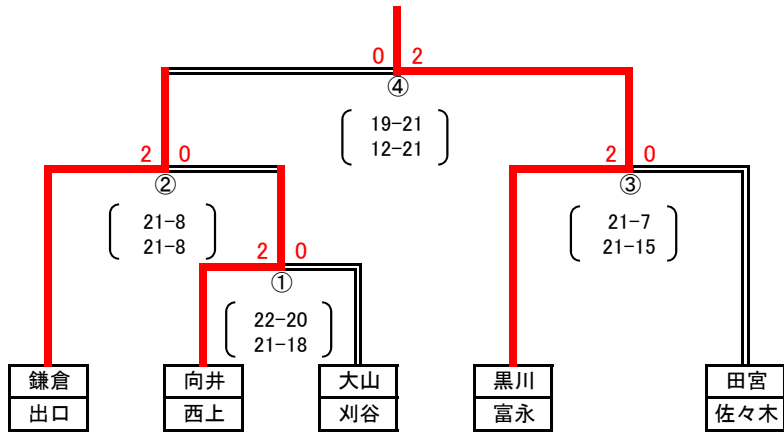 0 2
④
19-21
12-21
2 0
②
21-8
21-8
2 0
③
21-7
21-15
2 0
①
22-20
21-18
鎌倉
出口
向井
西上
大山
刈谷
黒川
富永
田宮
佐々木